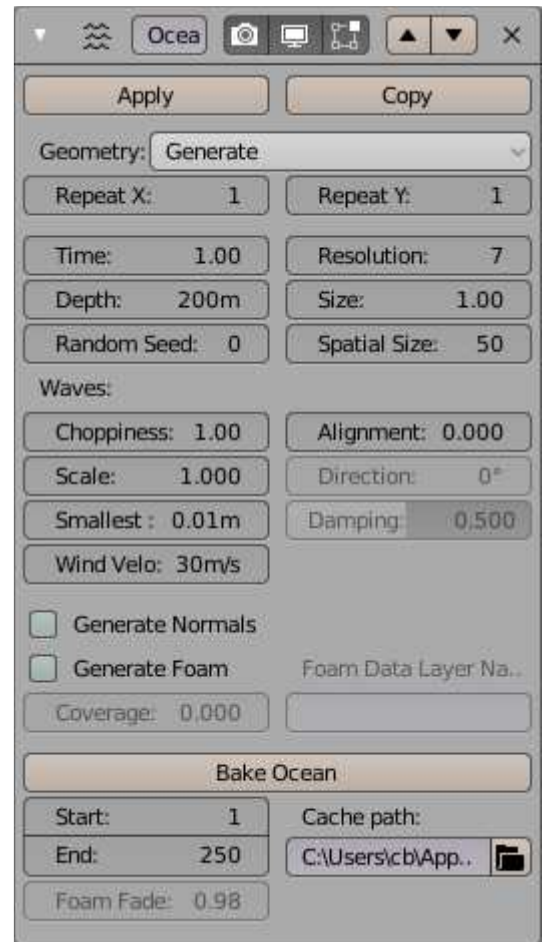 Ocea
Apply Copy
Geometry: Generate
Repeat X: 1 Repeat Y: 1
Time: 1.00 Resolution: 7
Depth: 200m Size: 1.00
Random Seed: 0 Spatial Size: 50
Waves:
Choppiness: 1.00 Alignment: 0.000
Scale: 1.000 Direction: 0°
Smallest : 0.01m Damping: 0.500
Wind Velo: 30m/s
Generate Normals
Generate Foam Foam Data Layer Na..
Coverage: 0.000
Bake Ocean
Start: 1 Cache path:
End: 250 C:\Users\cb\App..
Foam Fade: 0.98